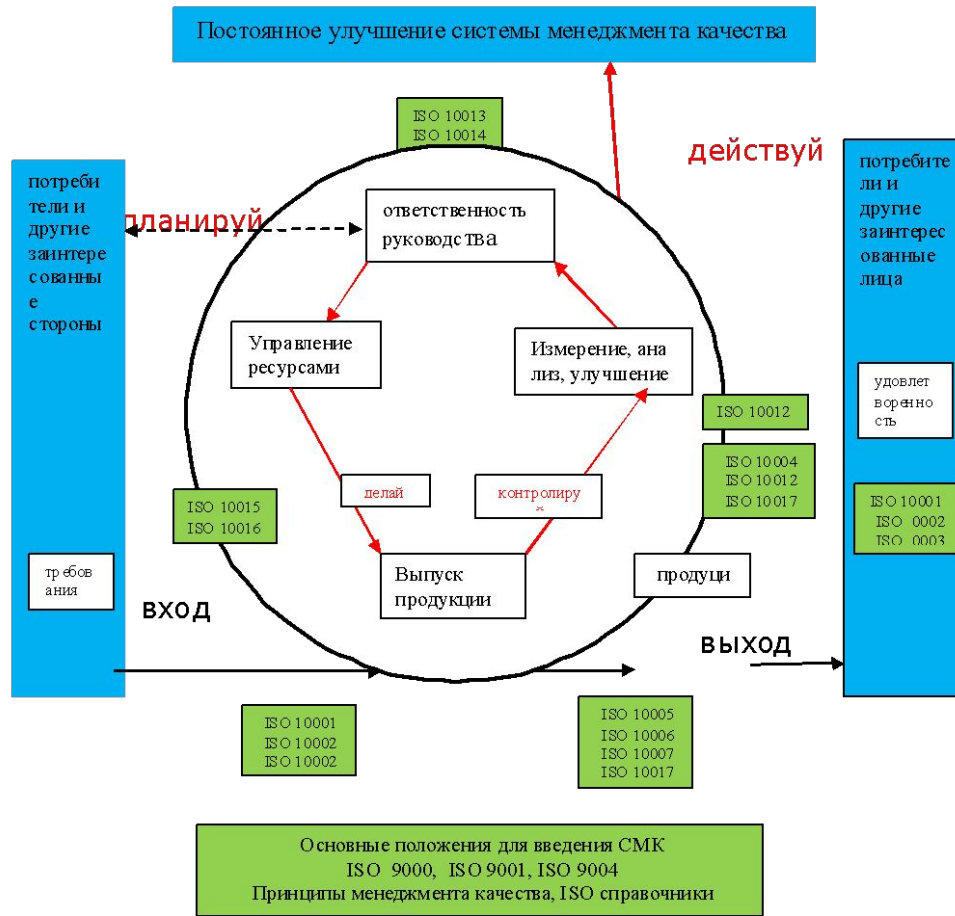 Постоянное улучшение системы менеджмента качества
ISO 10013
ISO 10014
действуй
потреби
тели и
другие
заинтере
сованны
е
стороны
планируй
ответственность
руководства
потребите
ли и
другие
заинтерес
ованные
лица
Управление
ресурсами
Измерение, ана
лиз, улучшение
удовлет
воренно
сть
ISO 10012
ISO 10004
ISO 10012
ISO 10017
делай
контролиру
ISO 10015
ISO 10016
ISO 10001
ISO 0002
ISO 0003
требов
ания
Выпуск
продукции
продуци
вход
выход
ISO 10001
ISO 10002
ISO 10002
ISO 10005
ISO 10006
ISO 10007
ISO 10017
Основные положения для введения СМК
ISO 9000, ISO 9001, ISO 9004
Принципы менеджмента качества, ISO справочники